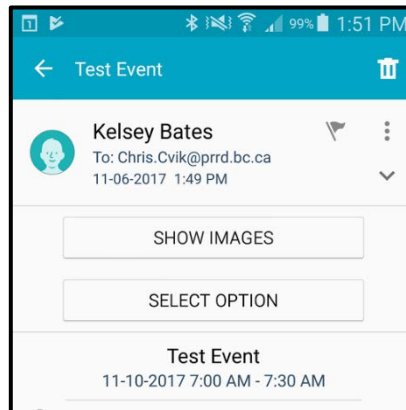 1 99% 1:51 PM
Test Event
Kelsey Bates
To: Chris.Cvik@prrd.bc.ca
11-06-2017 1:49 PM
SHOW IMAGES
SELECT OPTION
Test Event
11-10-2017 7:00 AM - 7:30 AM